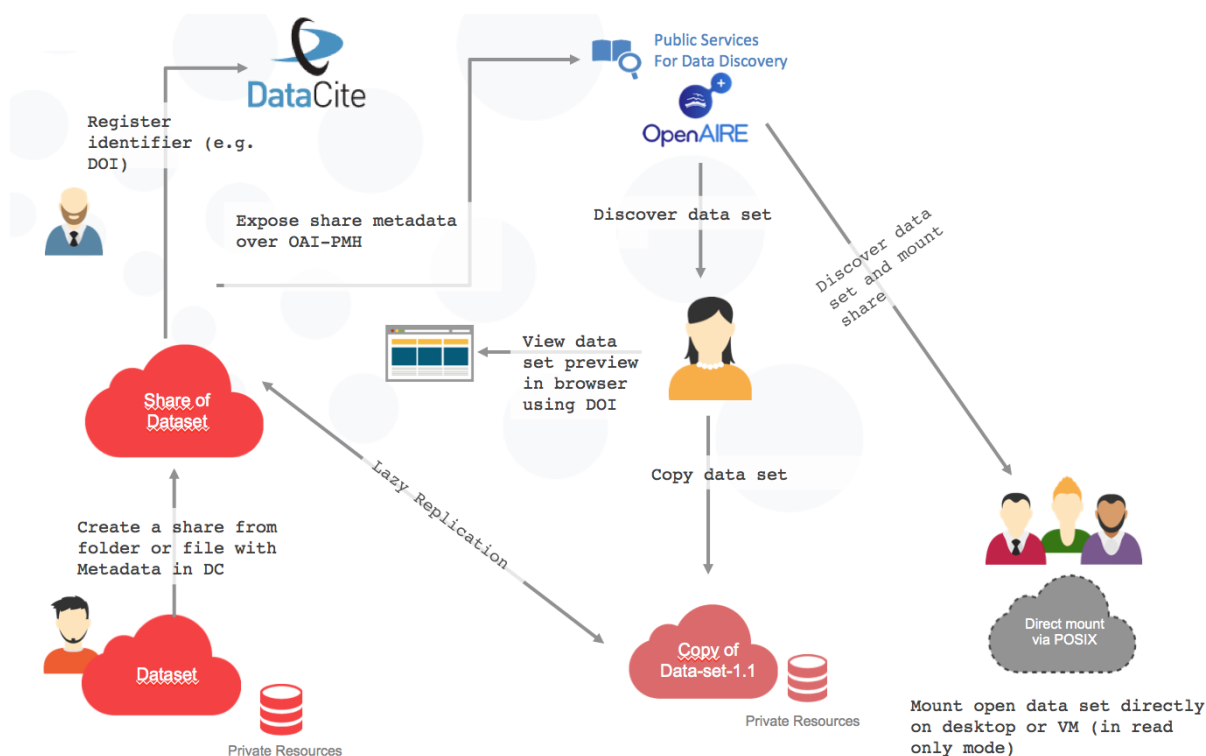 DataCite
Public Services
For Data Discovery
OpenAIRE
Register
identifier (e.g.
DOI)
Expose share metadata
over OAI-PMH
Discover data set
Discover data
set and mount
share
View data
set preview
in browser
using DOI
Share of
Dataset
Lazy Replication
Copy data set
Create a share from
folder or file with
Metadata in DC
Dataset
Private Resources
Copy of
Data-set-1.1
Private Resources
Direct mount
via POSIX
Mount open data set directly
on desktop or VM (in read
only mode)